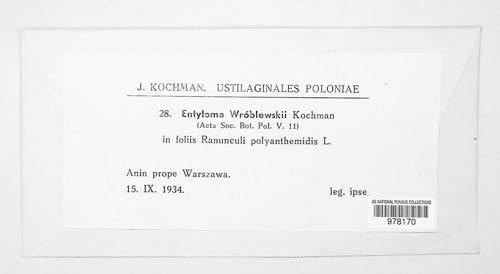 J. KOCHMAN. USTILAGINALES POLONIAE
28. Entyloma Wróblewskii Kochman
(Acta Soc. Bot. Pol. V. 11)
in foliis Ranunculi polyanthemidis L.
Anin prope Warszawa.
15. IX. 1934.
leg. ipse
US NATIONAL FUNGUS COLLECTIONS
978170